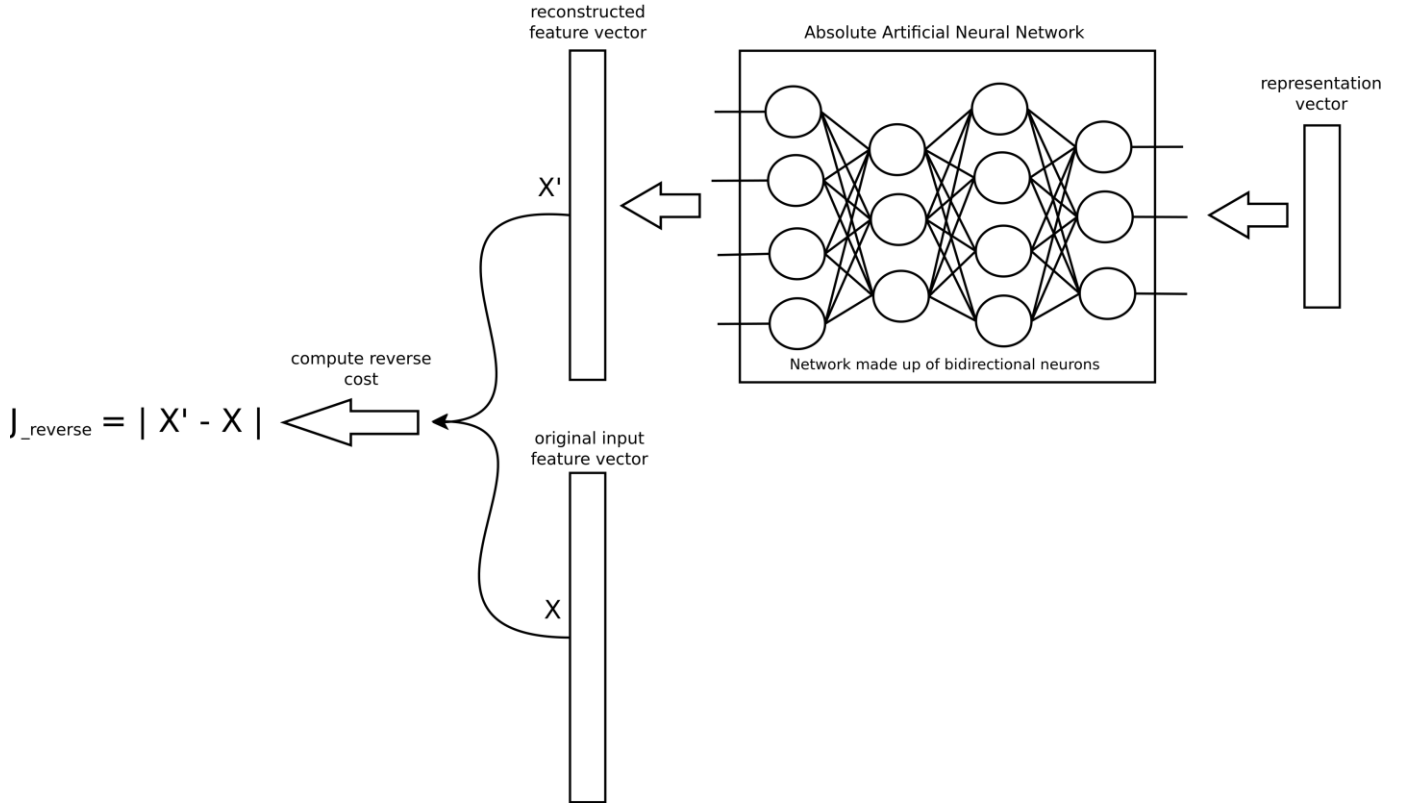 reconstructed
feature vector
Absolute Artificial Neural Network
representation
vector
X'
Network made up of bidirectional neurons
compute reverse
cost
J_reverse = | X' - X |
original input
feature vector
X